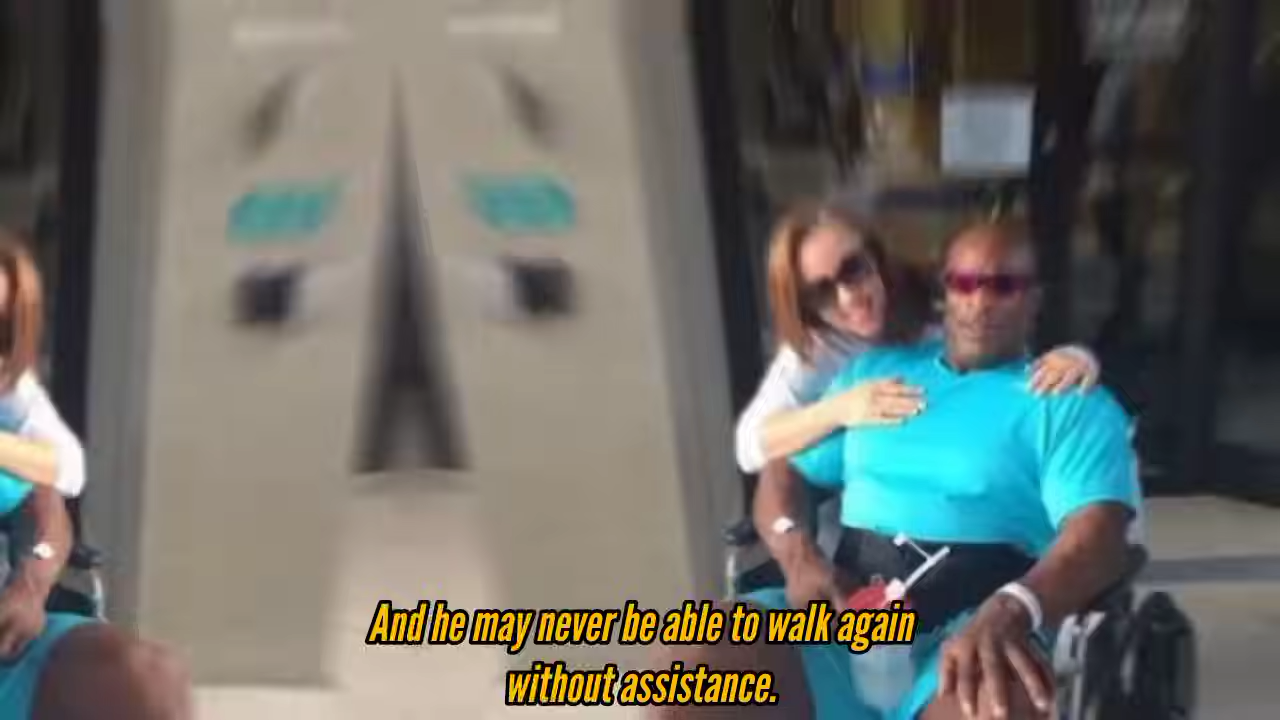 And he may never be able to walk again
without assistance.